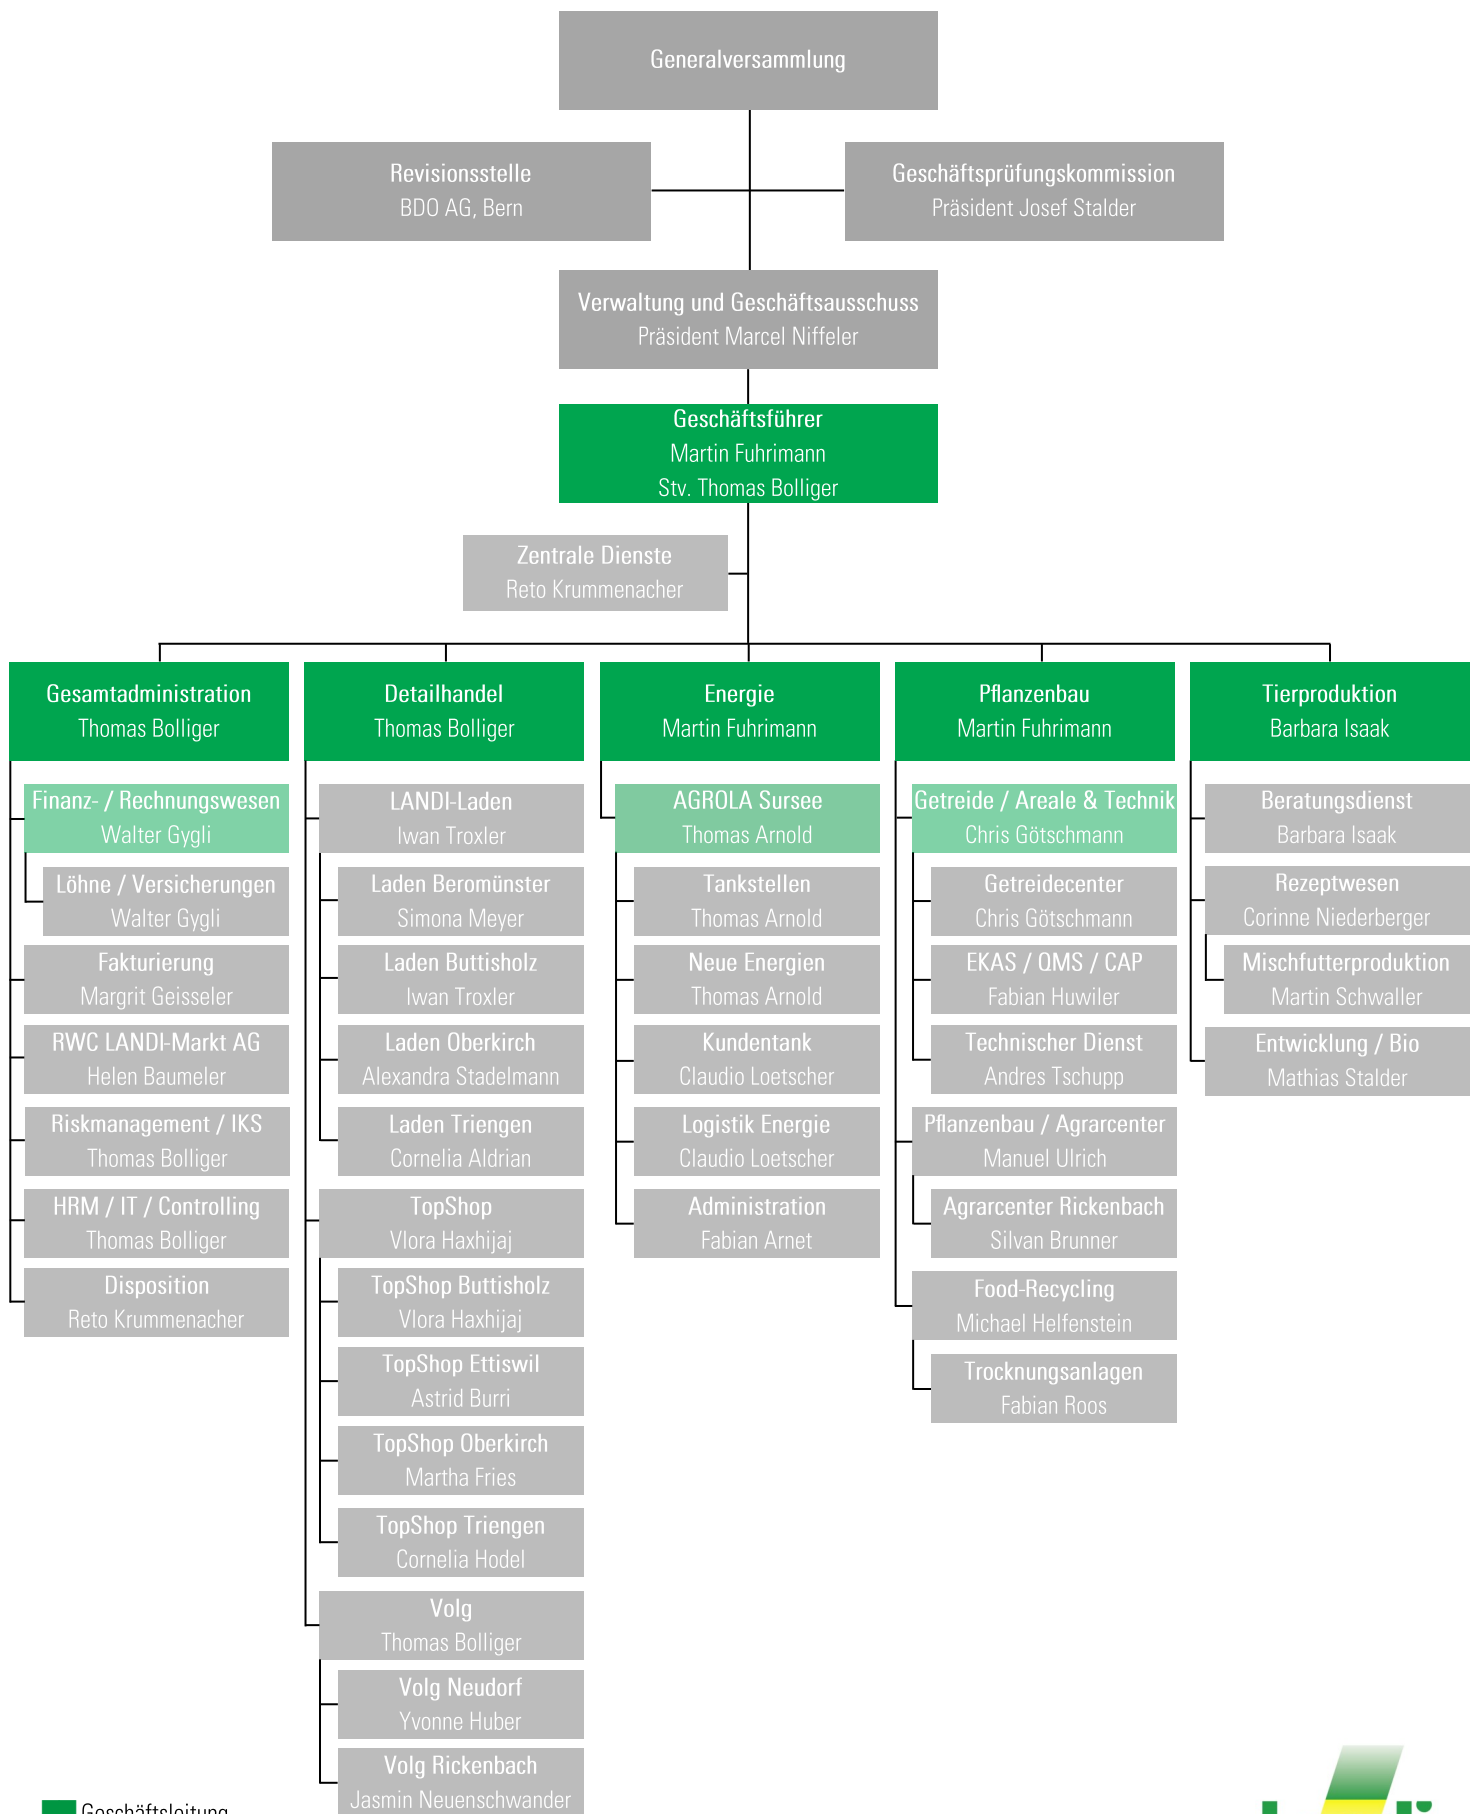 Generalversammlung
Revisionsstelle
BDO AG, Bern
Geschäftsprüfungskommission
Präsident Josef Stalder
Verwaltung und Geschäftsausschuss
Präsident Marcel Niffeler
Geschäftsführer
Martin Fuhrimann
Stv. Thomas Bolliger
Zentrale Dienste
Reto Krummenacher
Gesamtadministration
Thomas Bolliger
Finanz- / Rechnungswesen
Walter Gygli
Löhne / Versicherungen
Walter Gygli
Fakturierung
Margrit Geisseler
RWC LANDI-Markt AG
Helen Baumeler
Riskmanagement / IKS
Thomas Bolliger
HRM / IT / Controlling
Thomas Bolliger
Disposition
Reto Krummenacher
Detailhandel
Thomas Bolliger
LANDI-Laden
Iwan Troxler
Laden Beromünster
Simona Meyer
Laden Buttisholz
Iwan Troxler
Laden Oberkirch
Alexandra Stadelmann
Laden Triengen
Cornelia Aldrian
TopShop
Vlora Haxhijaj
TopShop Buttisholz
Vlora Haxhijaj
TopShop Ettiswil
Astrid Burri
TopShop Oberkirch
Martha Fries
TopShop Triengen
Cornelia Hodel
Volg
Thomas Bolliger
Volg Neudorf
Yvonne Huber
Volg Rickenbach
Jasmin Neuenschwander
Energie
Martin Fuhrimann
AGROLA Sursee
Thomas Arnold
Tankstellen
Thomas Arnold
Neue Energien
Thomas Arnold
Kundentank
Claudio Loetscher
Logistik Energie
Claudio Loetscher
Administration
Fabian Arnet
Pflanzenbau
Martin Fuhrimann
Getreide / Areale & Technik
Chris Götschmann
Getreidecenter
Chris Götschmann
EKAS / QMS / CAP
Fabian Huwiler
Technischer Dienst
Andres Tschupp
Pflanzenbau / Agrarcenter
Manuel Ulrich
Agrarcenter Rickenbach
Silvan Brunner
Food-Recycling
Michael Helfenstein
Trocknungsanlagen
Fabian Roos
Tierproduktion
Barbara Isaak
Beratungsdienst
Barbara Isaak
Rezeptwesen
Corinne Niederberger
Mischfutterproduktion
Martin Schwaller
Entwicklung / Bio
Mathias Stalder
Geschäftsleitung